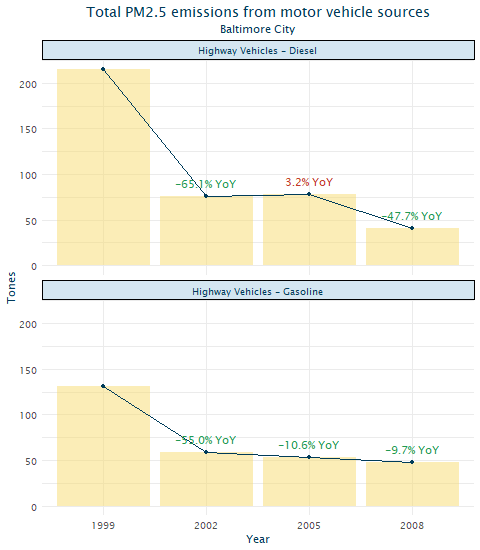 Total PM2.5 emissions from motor vehicle sources
Baltimore City
Highway Vehicles – Diesel
200
150
100
50
0
-65.1% YoY
3.2% YoY
-47.7% YoY
Tones
Highway Vehicles – Gasoline
200
150
100
50
0
-55.0% YoY
-10.6% YoY
-9.7% YoY
1999
2002
2005
2008
Year